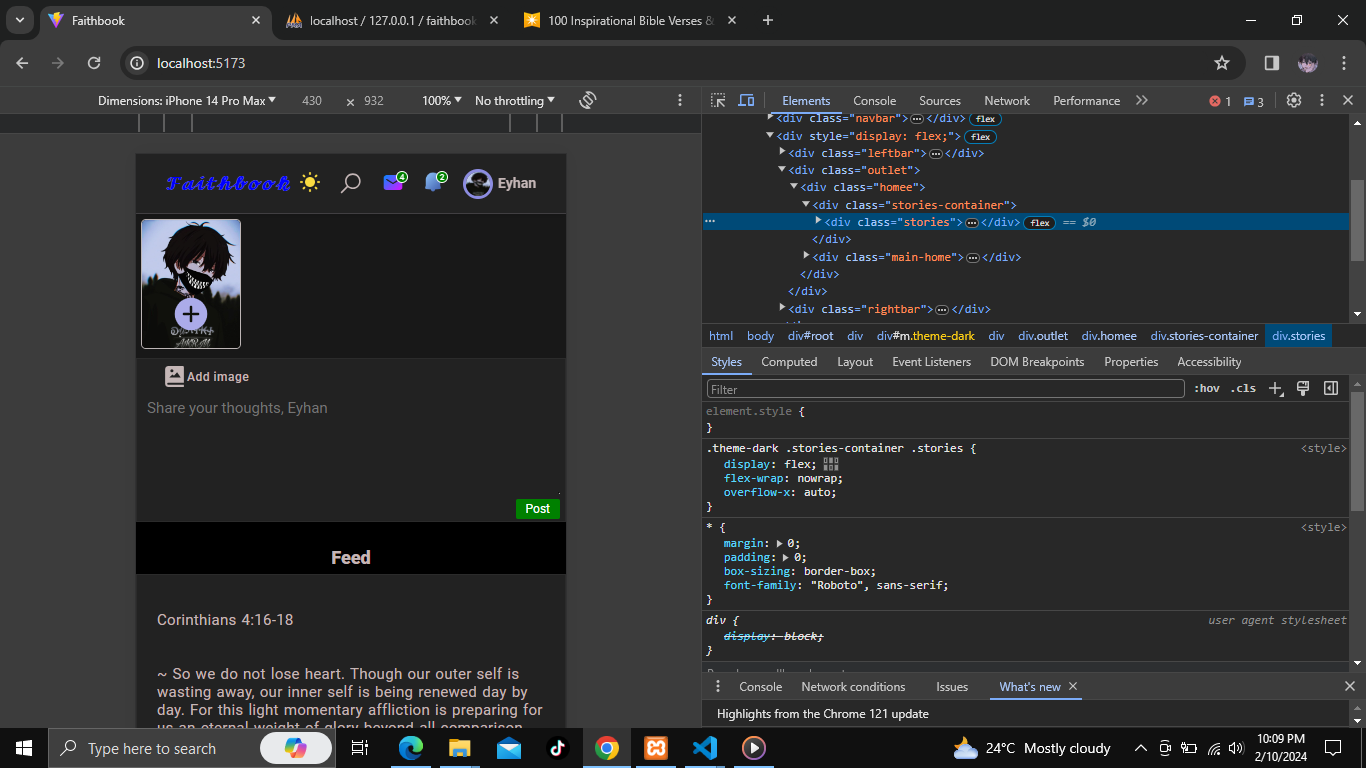 Faithbook
localhost / 127.0.0.1 / faithbook
100 Inspirational Bible Verses &
localhost:5173
Dimensions: iPhone 14 Pro Max ▼ 430 × 932 100% ▼ No throttling ▼
Elements Console Sources Network Performance 1 3
<div class="navbar"> … </div> flex
<div style="display: flex;"> flex
<div class="leftbar"> … </div>
<div class="outlet">
<div class="homee">
<div class="stories-container">
… <div class="stories"> … </div> flex == $0
</div>
<div class="main-home"> … </div>
</div>
</div>
<div class="rightbar"> … </div>
html body div#root div div#m.theme-dark div div.outlet div.homee div.stories-container div.stories
Styles Computed Layout Event Listeners DOM Breakpoints Properties Accessibility
Filter :hov .cls
element.style {
}
.theme-dark .stories-container .stories { <style>
display: flex;
flex-wrap: nowrap;
overflow-x: auto;
}
* { <style>
margin: 0;
padding: 0;
box-sizing: border-box;
font-family: "Roboto", sans-serif;
}
div { user agent stylesheet
display: block;
}
Console Network conditions Issues What's new
Highlights from the Chrome 121 update
Faithbook 4 2 Eyhan
Add image
Share your thoughts, Eyhan
Post
Feed
Corinthians 4:16-18
~ So we do not lose heart. Though our outer self is
wasting away, our inner self is being renewed day by
day. For this light momentary affliction is preparing for
us an eternal weight of glory beyond all comparison
Type here to search
24°C Mostly cloudy
10:09 PM
2/10/2024